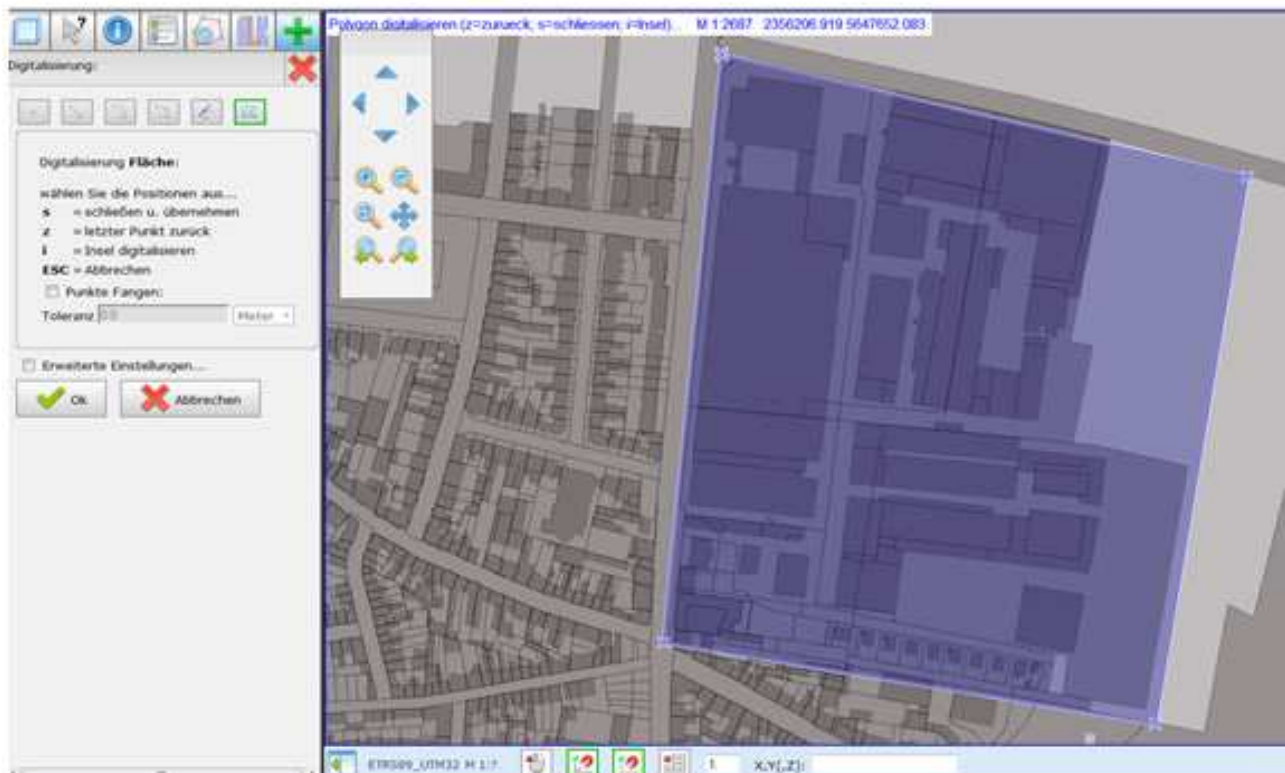 Polygon digitalisieren (z=zurueck, s=schliessen, i=Insel)... M 1:2687 2356206.919 5647652.083
Digitalisierung:
Digitalisierung Fläche:
wählen Sie die Positionen aus...
s = schließen u. übernehmen
z = letzter Punkt zurück
i = Insel digitalisieren
ESC = Abbrechen
Punkte Fangen:
Toleranz Meter
Erweiterte Einstellungen...
Ok Abbrechen
ETRS89_UTM32 M 1:? 1 X,Y(,Z):